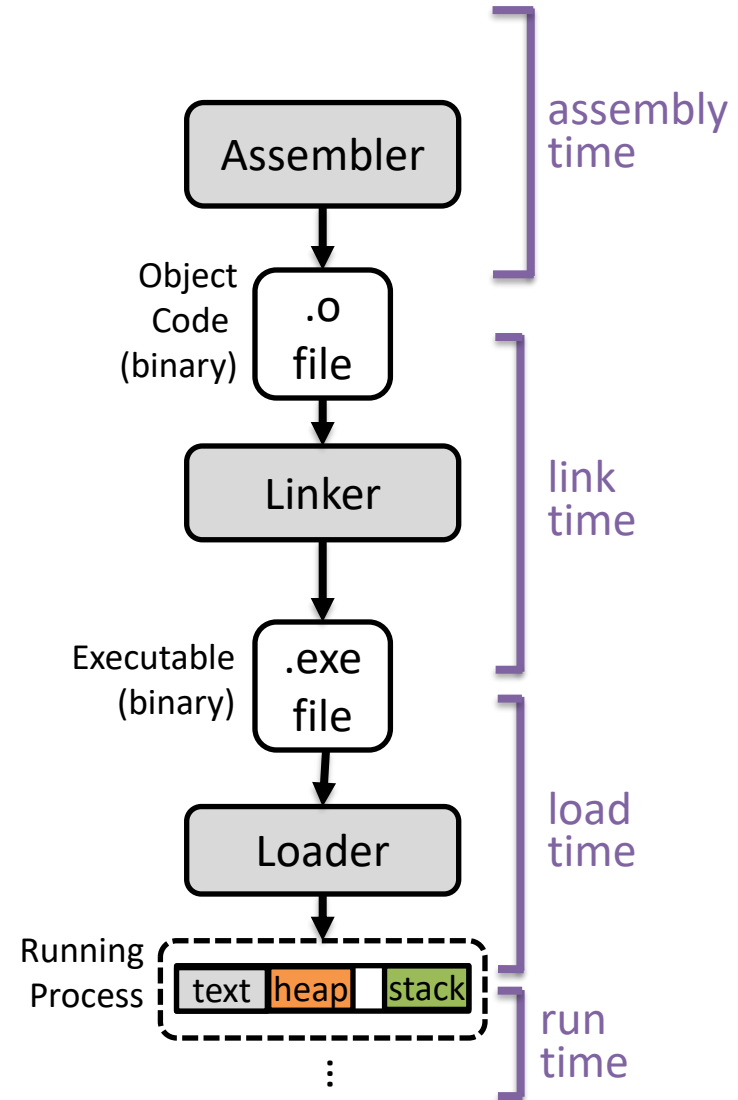 assembly
time
Assembler
Object
Code
(binary)
.o
file
Linker
link
time
Executable
(binary)
.exe
file
Loader
load
time
Running
Process
text heap stack
run
time
⋮